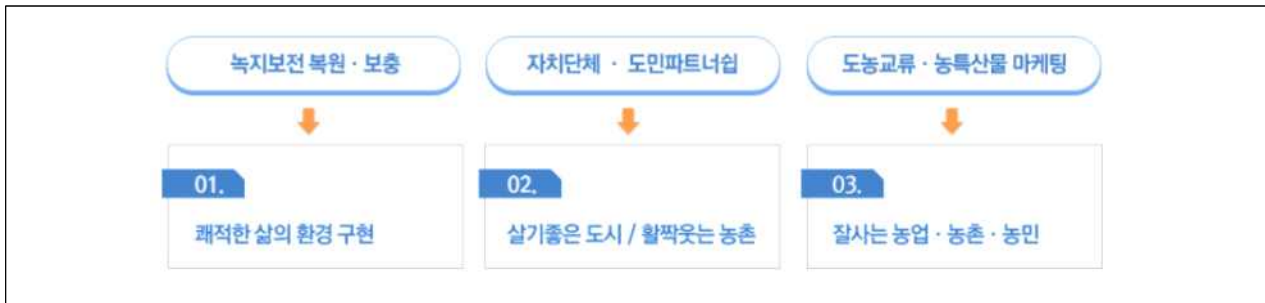 녹지보전 복원 · 보충
자치단체 · 도민파트너쉽
도농교류 · 농특산물 마케팅
01.
쾌적한 삶의 환경 구현
02.
살기좋은 도시 / 활짝웃는 농촌
03.
잘사는 농업 · 농촌 · 농민